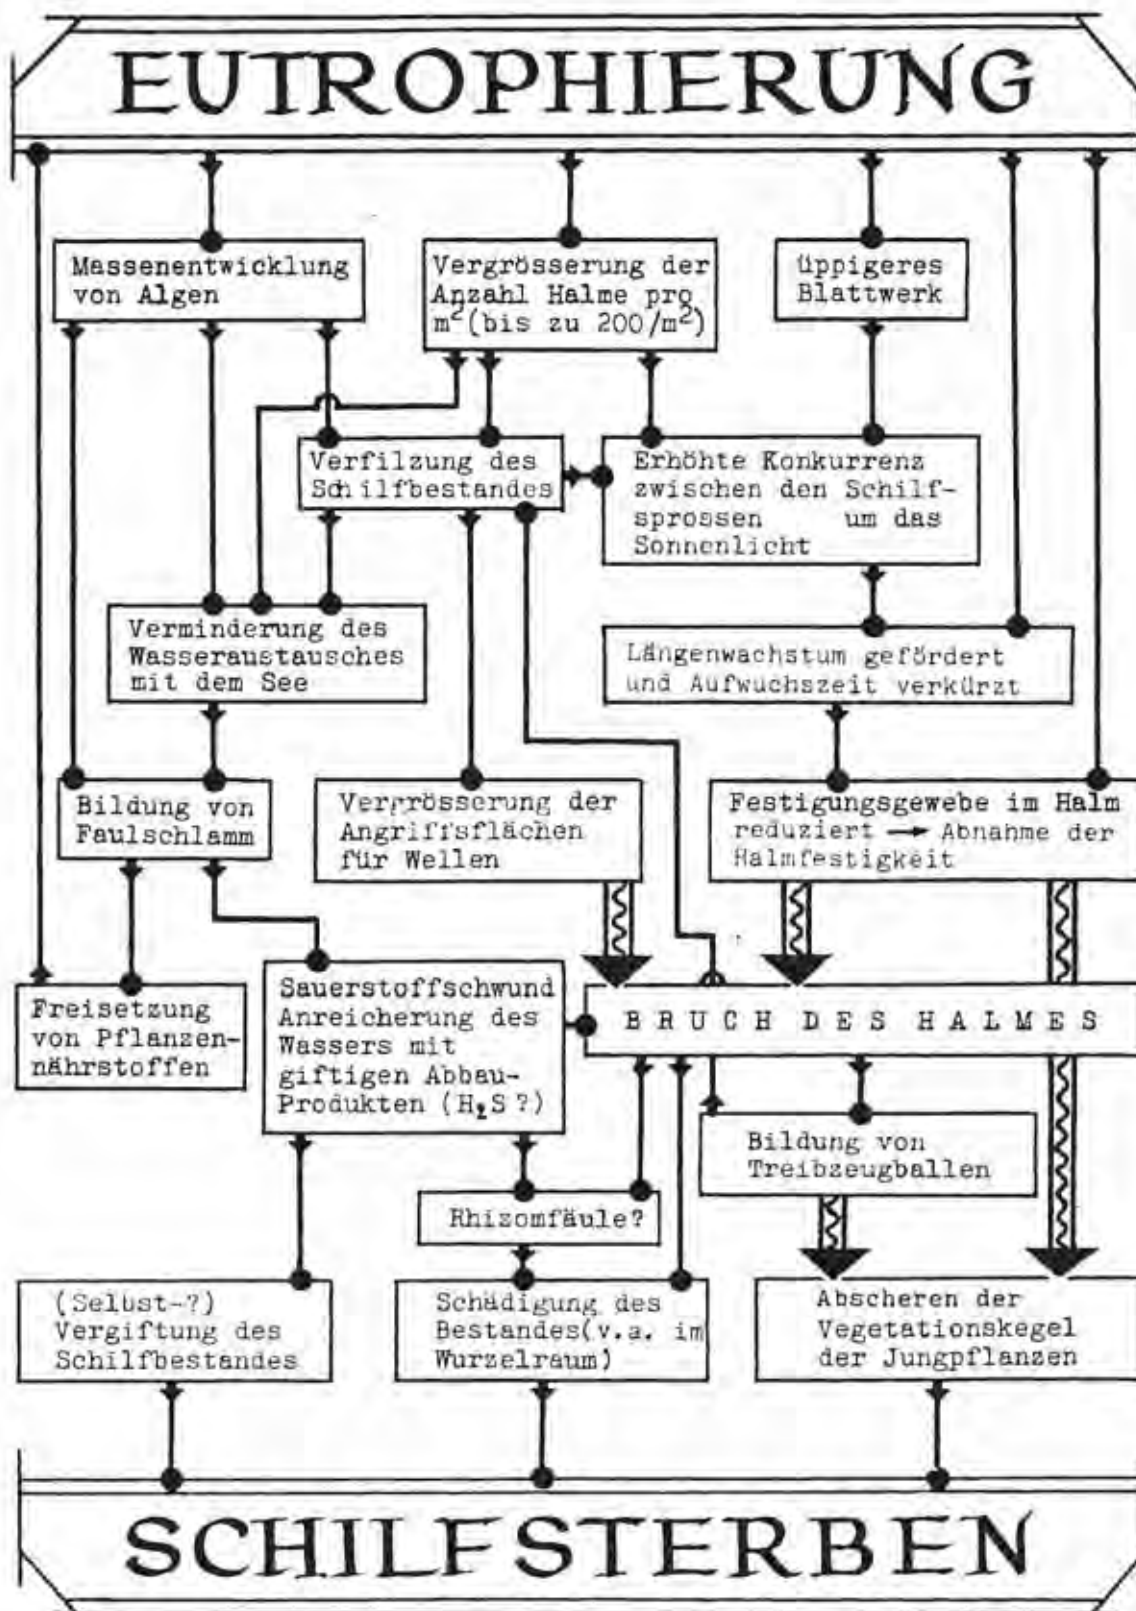 EUTROPHIERUNG
Massenentwicklung
von Algen
Vergrösserung der
Anzahl Halme pro
m²(bis zu 200/m²)
üppigeres
Blattwerk
Verfilzung des
Schilfbestandes
Erhöhte Konkurrenz
zwischen den Schilf-
sprossen um das
Sonnenlicht
Verminderung des
Wasseraustausches
mit dem See
Längenwachstum gefördert
und Aufwuchszeit verkürzt
Bildung von
Faulschlamm
Vergrösserung der
Angriffsflächen
für Wellen
Festigungsgewebe im Halm
reduziert → Abnahme der
Halmfestigkeit
Freisetzung
von Pflanzen-
nährstoffen
Sauerstoffschwund
Anreicherung des
Wassers mit
giftigen Abbau-
Produkten (H₂S?)
BRUCH DES HALMES
Bildung von
Treibzeugballen
Rhizomfäule?
(Selbst-?)
Vergiftung des
Schilfbestandes
Schädigung des
Bestandes(v.a. im
Wurzelraum)
Abscheren der
Vegetationskegel
der Jungpflanzen
SCHILFSTERBEN